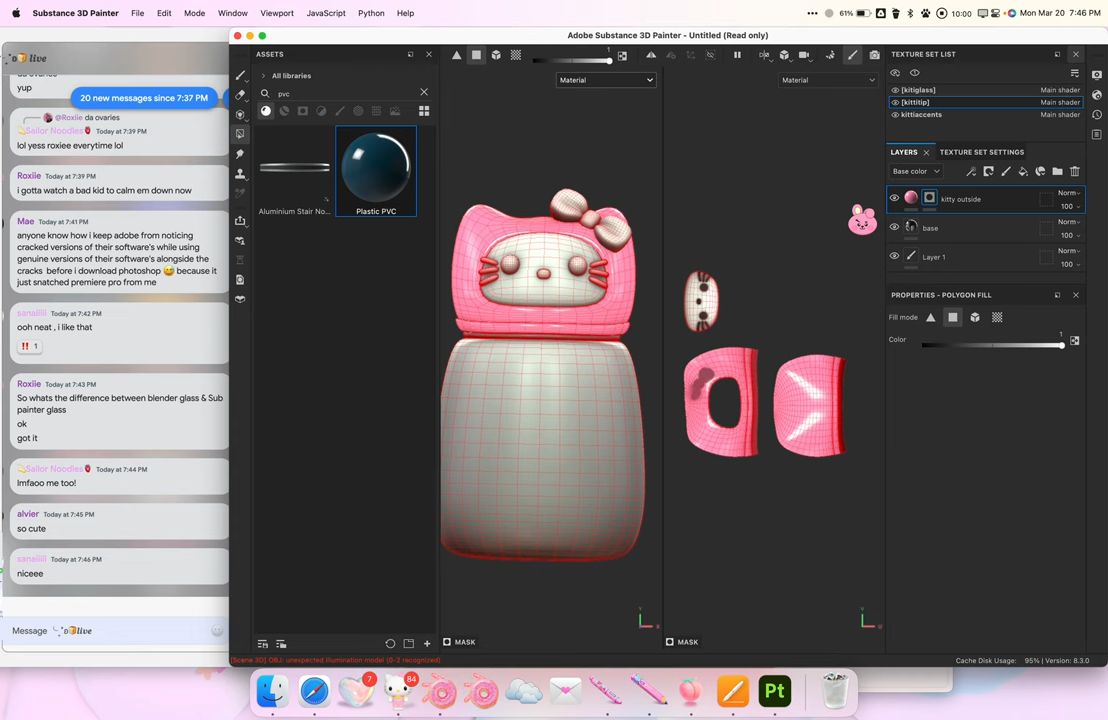 Substance 3D Painter File Edit Mode Window Viewport JavaScript Python Help
61% 10:00 Mon Mar 20 7:46 PM
live
yup
20 new messages since 7:37 PM
@Roxiie da ovaries
Sailor Noodles Today at 7:39 PM
lol yess roxiee everytime lol
Roxiie Today at 7:39 PM
i gotta watch a bad kid to calm em down now
Mae Today at 7:41 PM
anyone know how i keep adobe from noticing
cracked versions of their software's while using
genuine versions of their software's alongside the
cracks before i download photoshop 😅 because it
just snatched premiere pro from me
sanaiiiii Today at 7:42 PM
ooh neat , i like that
‼️ 1
Roxiie Today at 7:43 PM
So whats the difference between blender glass & Sub
painter glass
ok
got it
Sailor Noodles Today at 7:44 PM
lmfaoo me too!
alvier Today at 7:45 PM
so cute
sanaiiiii Today at 7:46 PM
niceee
Message live
Adobe Substance 3D Painter - Untitled (Read only)
ASSETS
All libraries
pvc
Aluminium Stair No...
Plastic PVC
1
Material
Material
MASK
MASK
TEXTURE SET LIST
[kitiglass] Main shader
[kittitip] Main shader
kittiaccents Main shader
LAYERS TEXTURE SET SETTINGS
Base color
kitty outside Norm
100
base Norm
100
Layer 1 Norm
100
PROPERTIES - POLYGON FILL
Fill mode
Color 1
[Scene 3D] OBJ: unexpected illumination model (0-2 recognized)
Cache Disk Usage: 95% | Version: 8.3.0
7
84
Pt